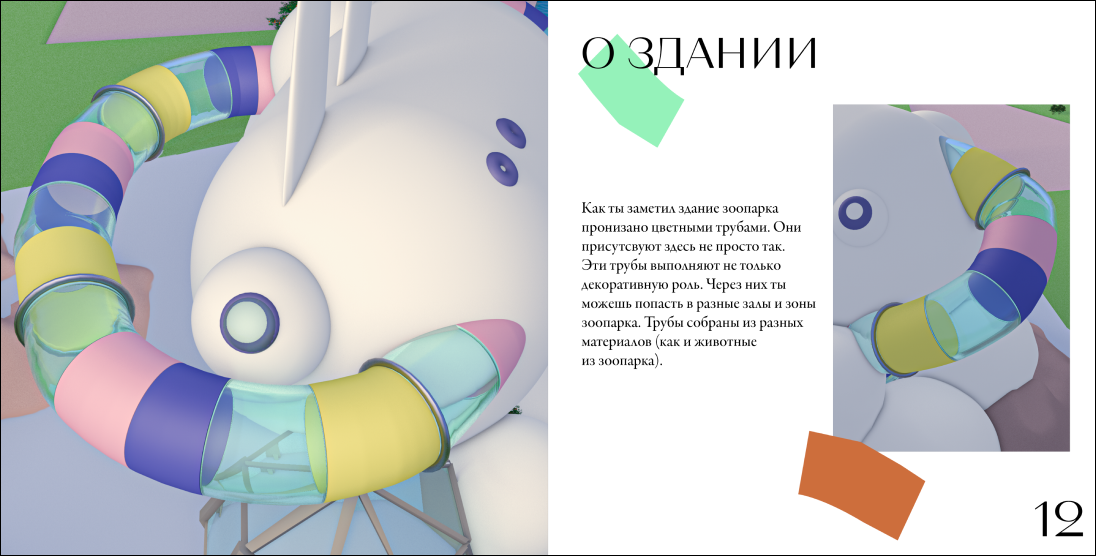 О ЗДАНИИ
Как ты заметил здание зоопарка
пронизано цветными трубами. Они
присутсвуют здесь не просто так.
Эти трубы выполняют не только
декоративную роль. Через них ты
можешь попасть в разные залы и зоны
зоопарка. Трубы собраны из разных
материалов (как и животные
из зоопарка).
12